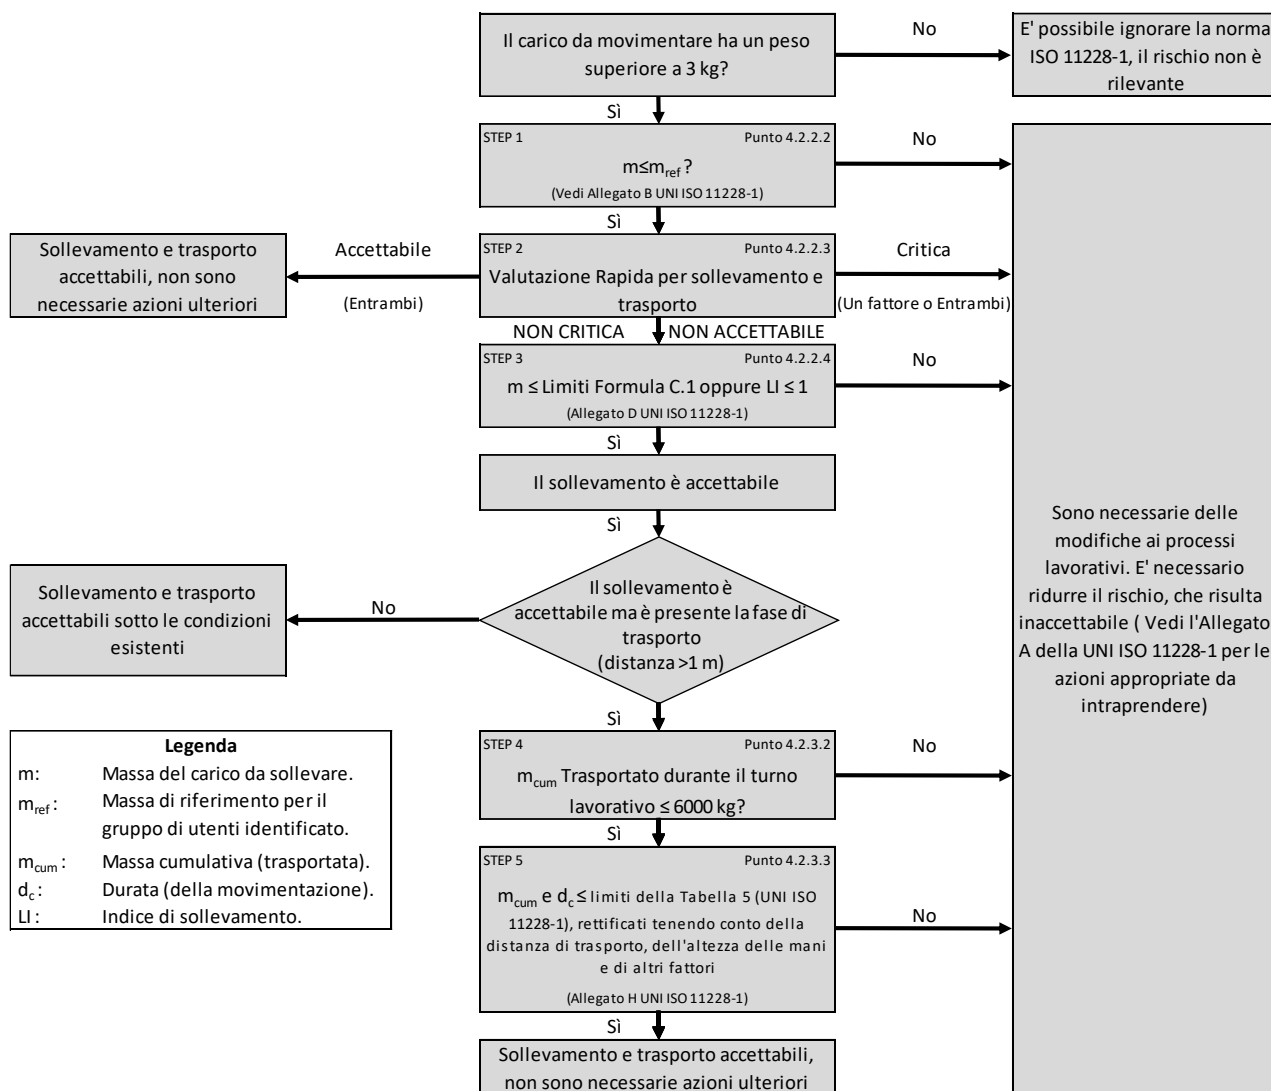 Il carico da movimentare ha un peso
superiore a 3 kg?
No
E' possibile ignorare la norma
ISO 11228-1, il rischio non è
rilevante
Sì
STEP 1
Punto 4.2.2.2
m≤m_ref ?
(Vedi Allegato B UNI ISO 11228-1)
No
Sì
Sollevamento e trasporto
accettabili, non sono
necessarie azioni ulteriori
Accettabile
(Entrambi)
STEP 2
Punto 4.2.2.3
Valutazione Rapida per sollevamento e
trasporto
Critica
(Un fattore o Entrambi)
NON CRITICA
NON ACCETTABILE
STEP 3
Punto 4.2.2.4
m ≤ Limiti Formula C.1 oppure LI ≤ 1
(Allegato D UNI ISO 11228-1)
No
Sì
Il sollevamento è accettabile
Sì
Sollevamento e trasporto
accettabili sotto le condizioni
esistenti
No
Il sollevamento è
accettabile ma è presente la fase di
trasporto
(distanza >1 m)
Sono necessarie delle
modifiche ai processi
lavorativi. E' necessario
ridurre il rischio, che risulta
inaccettabile ( Vedi l'Allegato
A della UNI ISO 11228-1 per le
azioni appropriate da
intraprendere)
Sì
STEP 4
Punto 4.2.3.2
m_cum Trasportato durante il turno
lavorativo ≤ 6000 kg?
No
Sì
STEP 5
Punto 4.2.3.3
m_cum e d_c ≤ limiti della Tabella 5 (UNI ISO
11228-1), rettificati tenendo conto della
distanza di trasporto, dell'altezza delle mani
e di altri fattori
(Allegato H UNI ISO 11228-1)
No
Sì
Sollevamento e trasporto accettabili,
non sono necessarie azioni ulteriori
Legenda
m: Massa del carico da sollevare.
m_ref : Massa di riferimento per il
gruppo di utenti identificato.
m_cum : Massa cumulativa (trasportata).
d_c : Durata (della movimentazione).
LI : Indice di sollevamento.